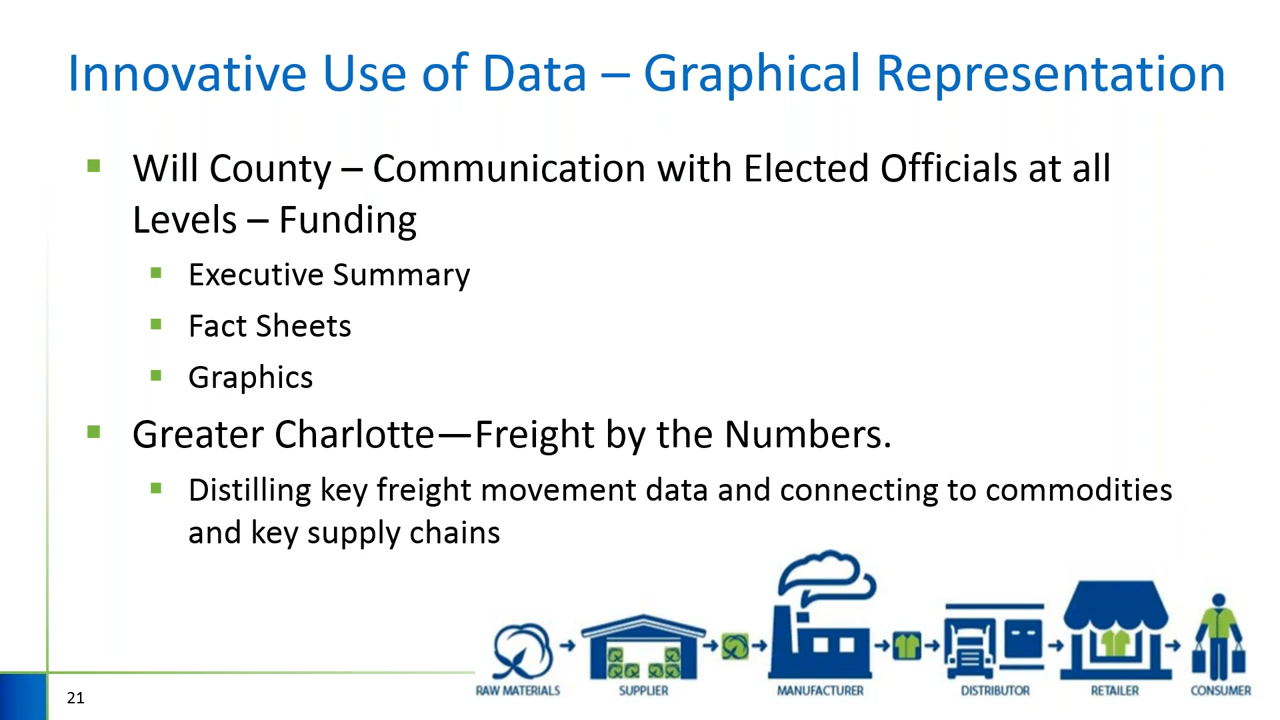 Innovative Use of Data – Graphical Representation
Will County – Communication with Elected Officials at all
Levels – Funding
Executive Summary
Fact Sheets
Graphics
Greater Charlotte—Freight by the Numbers.
Distilling key freight movement data and connecting to commodities
and key supply chains
RAW MATERIALS
SUPPLIER
MANUFACTURER
DISTRIBUTOR
RETAILER
CONSUMER
21